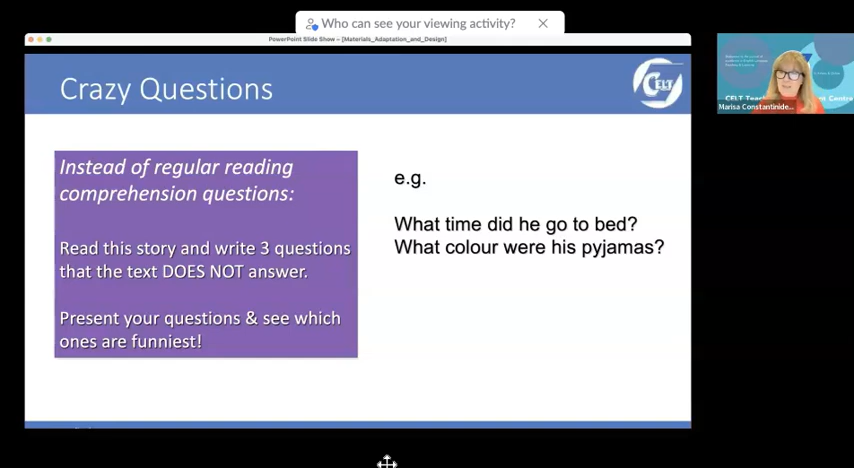 Who can see your viewing activity?
PowerPoint Slide Show - [Materials_Adaptation_and_Design]
Crazy Questions
CELT
Instead of regular reading
comprehension questions:
Read this story and write 3 questions
that the text DOES NOT answer.
Present your questions & see which
ones are funniest!
e.g.
What time did he go to bed?
What colour were his pyjamas?
Marisa Constantinide...